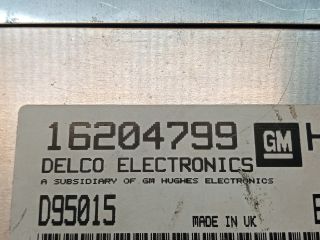 16204799 GM H
DELCO ELECTRONICS
A SUBSIDIARY OF GM HUGHES ELECTRONICS
D95015 MADE IN UK